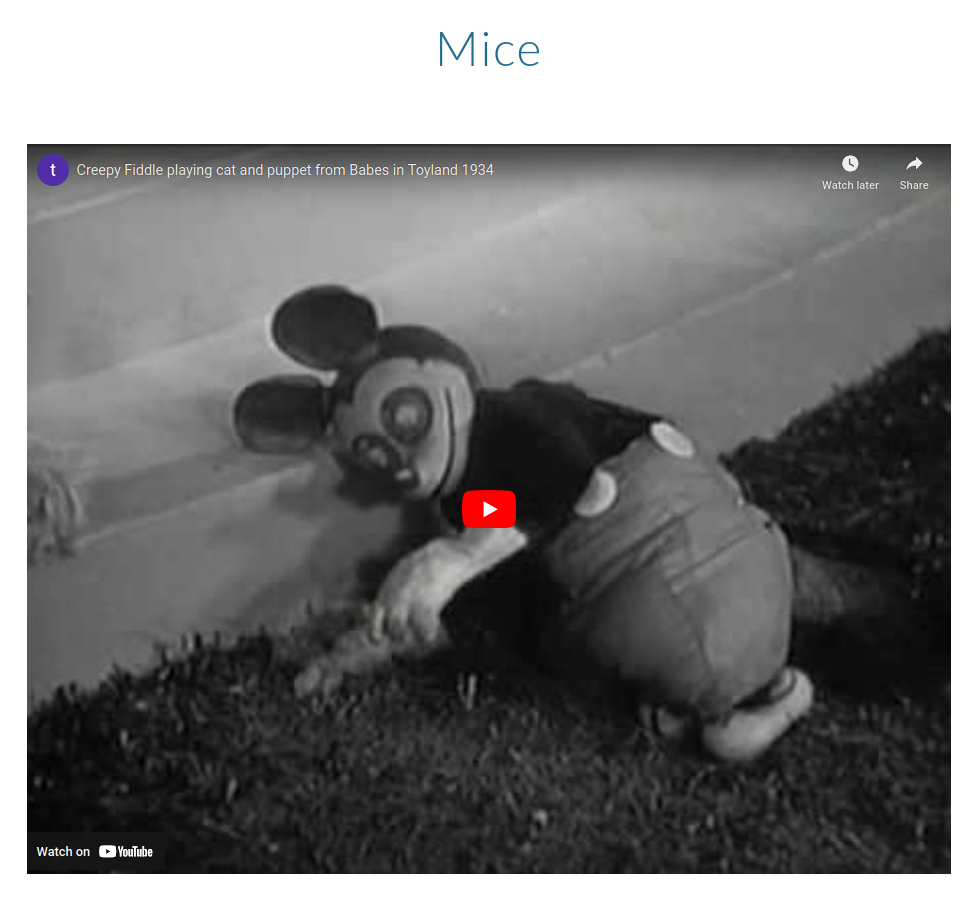 Mice
t
Creepy Fiddle playing cat and puppet from Babes in Toyland 1934
Watch later
Share
Watch on YouTube